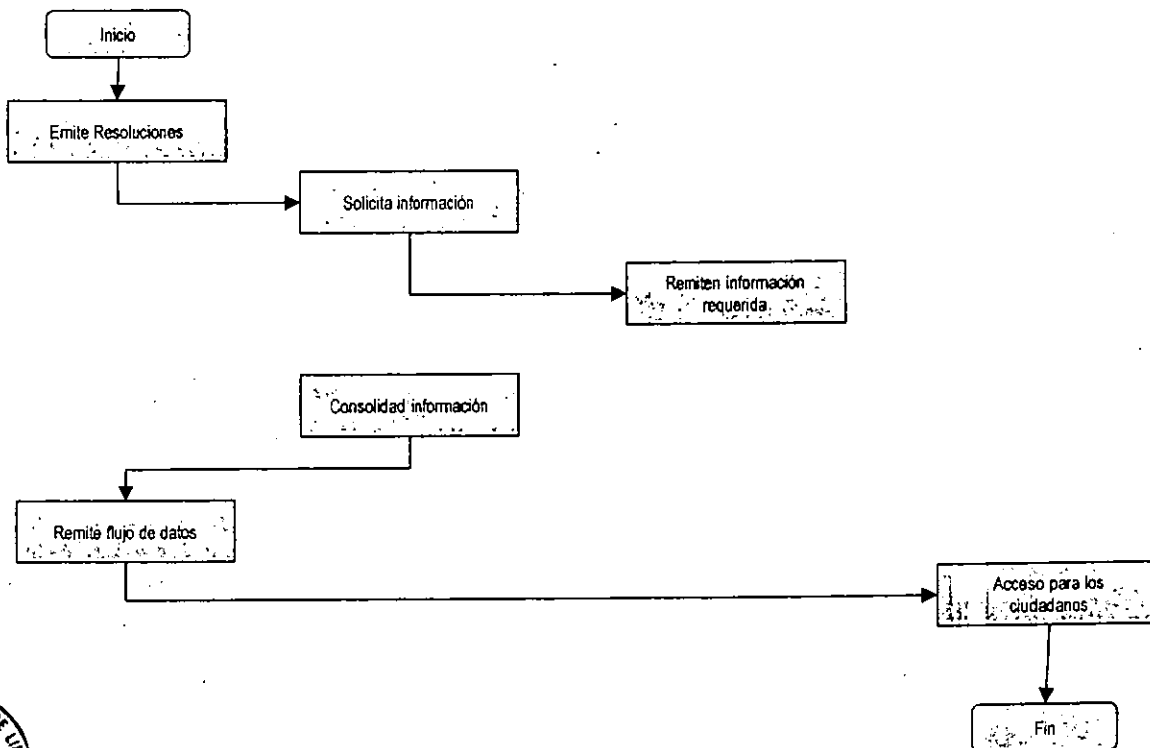 Inicio
Emite Resoluciones
Solicita información
Remiten información
requerida
Consolidad información
Remite flujo de datos
Acceso para los
ciudadanos
Fin